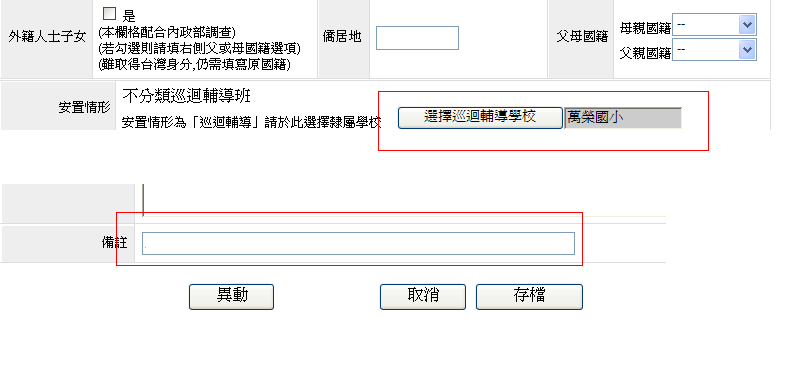 外籍人士子女
是
(本欄格配合內政部調查)
(若勾選則請填右側父或母國籍選項)
(雖取得台灣身分,仍需填寫原國籍)
僑居地
父母國籍
母親國籍 --
父親國籍 --
安置情形
不分類巡迴輔導班
安置情形為「巡迴輔導」請於此選擇隸屬學校
選擇巡迴輔導學校 萬榮國小
備註
異動 取消 存檔